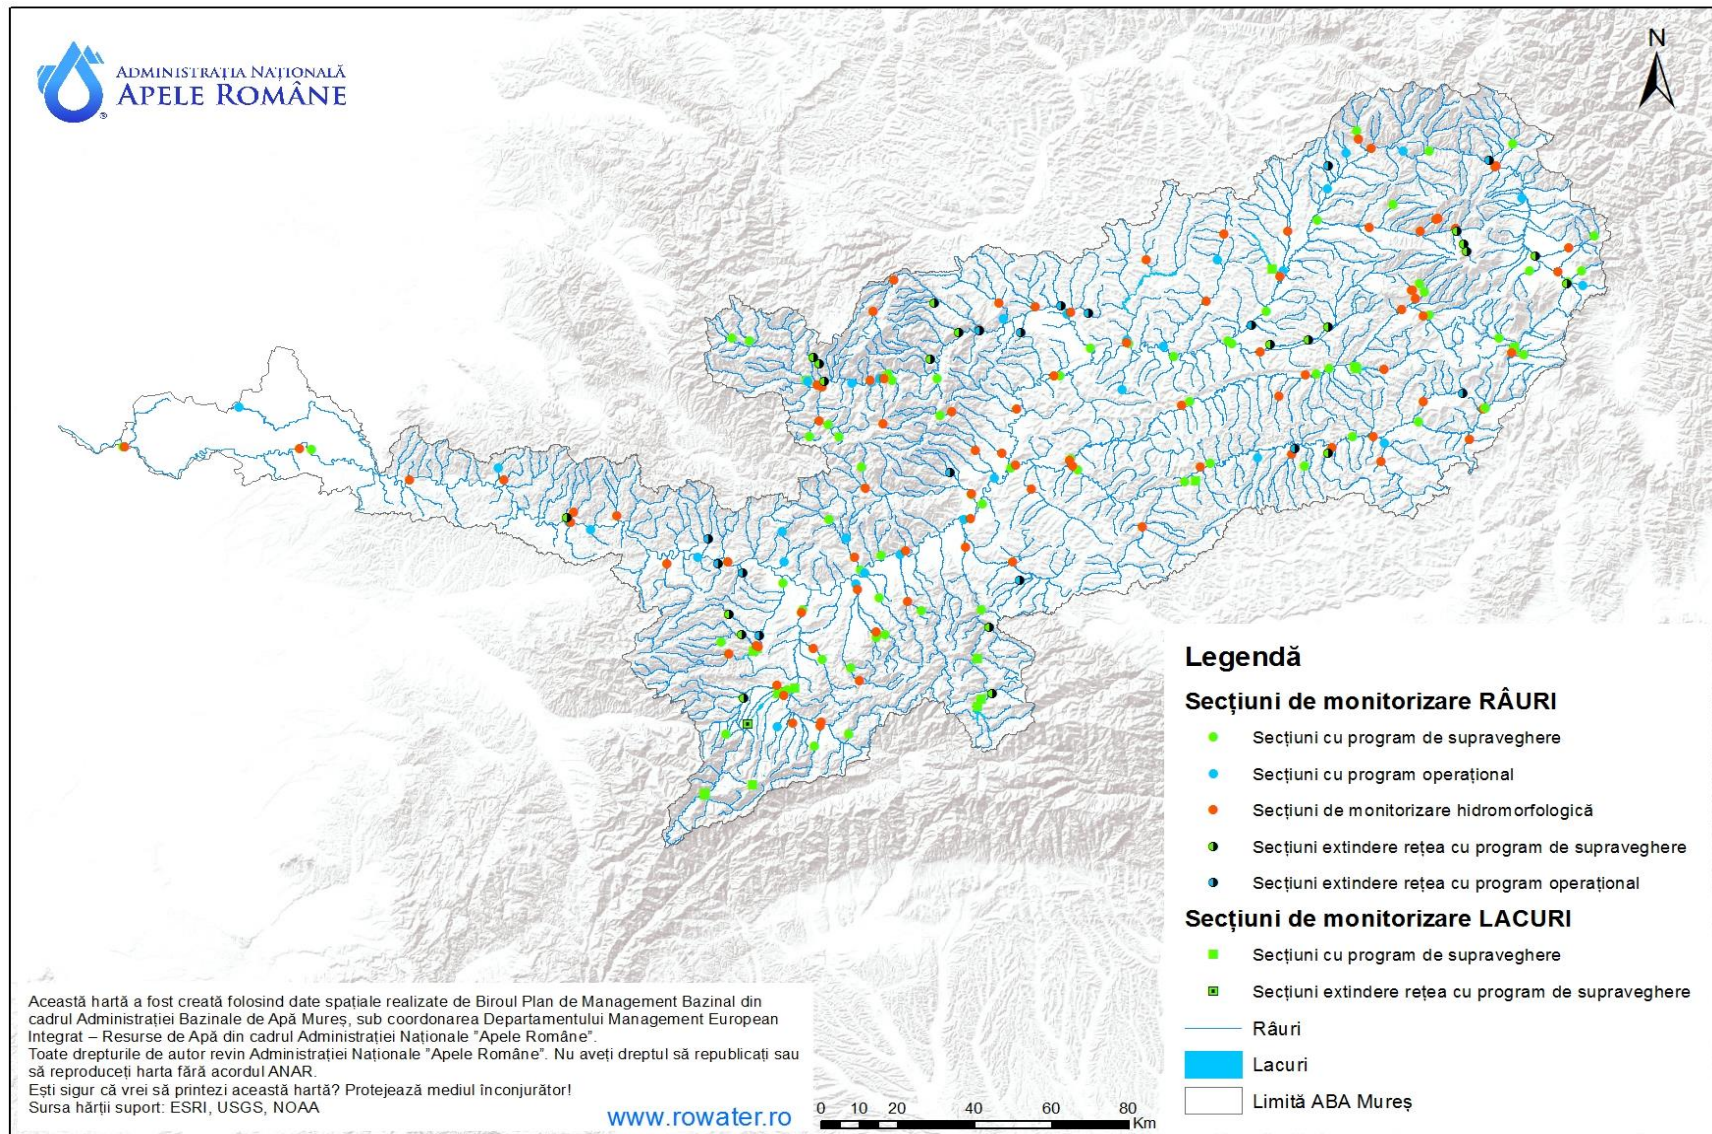 ADMINISTRAȚIA NAȚIONALĂ
APELE ROMÂNE
®
N
Legendă
Secțiuni de monitorizare RÂURI
Secțiuni cu program de supraveghere
Secțiuni cu program operațional
Secțiuni de monitorizare hidromorfologică
Secțiuni extindere rețea cu program de supraveghere
Secțiuni extindere rețea cu program operațional
Secțiuni de monitorizare LACURI
Secțiuni cu program de supraveghere
Secțiuni extindere rețea cu program de supraveghere
Râuri
Lacuri
Limită ABA Mureș
Această hartă a fost creată folosind date spațiale realizate de Biroul Plan de Management Bazinal din
cadrul Administrației Bazinale de Apă Mureș, sub coordonarea Departamentului Management European
Integrat – Resurse de Apă din cadrul Administrației Naționale "Apele Române".
Toate drepturile de autor revin Administrației Naționale "Apele Române". Nu aveți dreptul să republicați sau
să reproduceți harta fără acordul ANAR.
Ești sigur că vrei să printezi această hartă? Protejează mediul înconjurător!
Sursa hărții suport: ESRI, USGS, NOAA
www.rowater.ro
0 10 20 40 60 80
Km